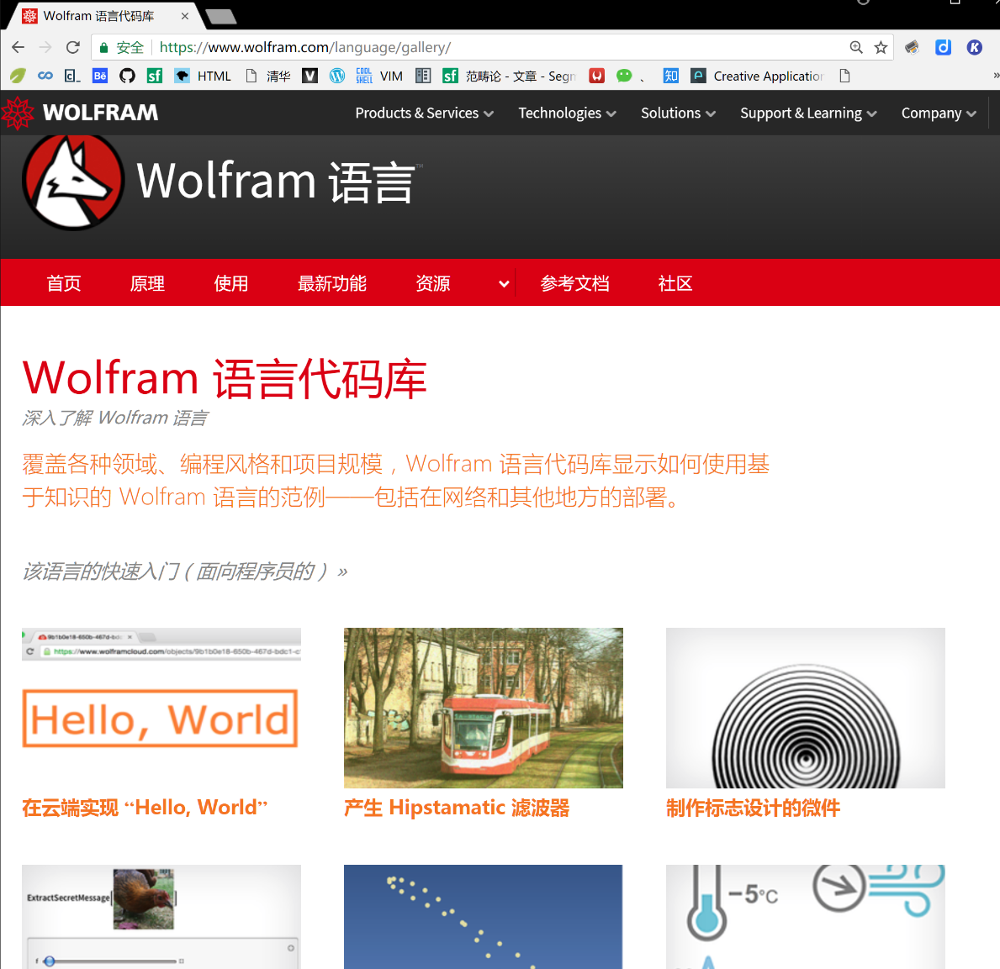 Wolfram 语言代码库
安全 https://www.wolfram.com/language/gallery/
HTML 清华 VIM 范畴论 - 文章 - Segm 、 Creative Application
WOLFRAM Products & Services Technologies Solutions Support & Learning Company
Wolfram 语言™
首页 原理 使用 最新功能 资源 参考文档 社区
Wolfram 语言代码库
深入了解 Wolfram 语言
覆盖各种领域、编程风格和项目规模，Wolfram 语言代码库显示如何使用基
于知识的 Wolfram 语言的范例——包括在网络和其他地方的部署。
该语言的快速入门（面向程序员的）»
9b1b0e18-650b-467d-bdc
https://www.wolframcloud.com/objects/9b1b0e18-650b-467d-bdc1-c
Hello, World
在云端实现 “Hello, World”
产生 Hipstamatic 滤波器
制作标志设计的微件
ExtractSecretMessage
f
-5°C